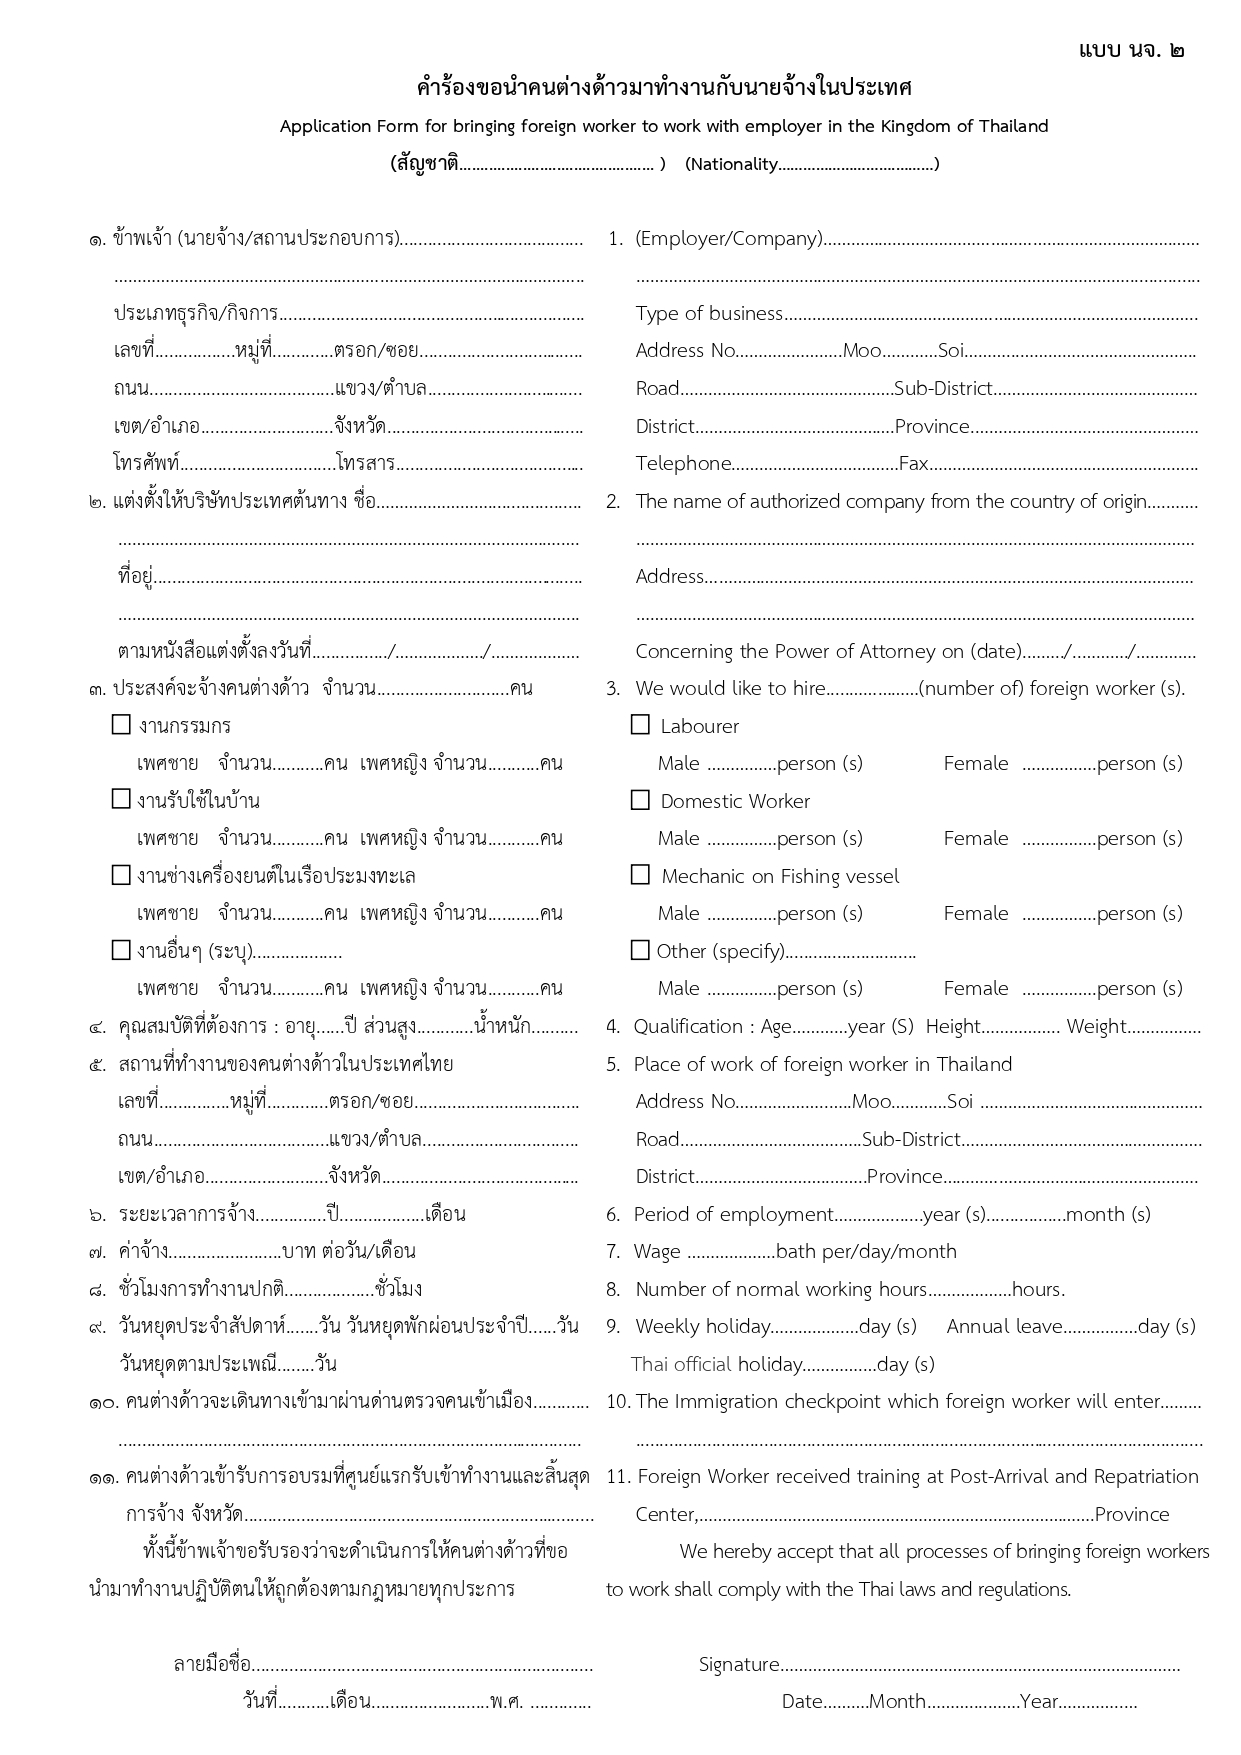 แบบ นจ. ๒
คำร้องขอนำคนต่างด้าวมาทำงานกับนายจ้างในประเทศ
Application Form for bringing foreign worker to work with employer in the Kingdom of Thailand
(สัญชาติ.............................................. ) (Nationality.....................................)
๑. ข้าพเจ้า (นายจ้าง/สถานประกอบการ).......................................
....................................................................................................
ประเภทธุรกิจ/กิจการ.................................................................
เลขที่.................หมู่ที่.............ตรอก/ซอย...................................
ถนน.......................................แขวง/ตำบล.................................
เขต/อำเภอ............................จังหวัด..........................................
โทรศัพท์.................................โทรสาร........................................
๒. แต่งตั้งให้บริษัทประเทศต้นทาง ชื่อ............................................
..................................................................................................
ที่อยู่...........................................................................................
..................................................................................................
ตามหนังสือแต่งตั้งลงวันที่................/.................../...................
๓. ประสงค์จะจ้างคนต่างด้าว จำนวน............................คน
☐ งานกรรมกร
เพศชาย จำนวน...........คน เพศหญิง จำนวน...........คน
☐ งานรับใช้ในบ้าน
เพศชาย จำนวน...........คน เพศหญิง จำนวน...........คน
☐ งานช่างเครื่องยนต์ในเรือประมงทะเล
เพศชาย จำนวน...........คน เพศหญิง จำนวน...........คน
☐ งานอื่นๆ (ระบุ)...................
เพศชาย จำนวน...........คน เพศหญิง จำนวน...........คน
๔. คุณสมบัติที่ต้องการ : อายุ......ปี ส่วนสูง............น้ำหนัก..........
๕. สถานที่ทำงานของคนต่างด้าวในประเทศไทย
เลขที่...............หมู่ที่.............ตรอก/ซอย...................................
ถนน.....................................แขวง/ตำบล.................................
เขต/อำเภอ..........................จังหวัด..........................................
๖. ระยะเวลาการจ้าง...............ปี..................เดือน
๗. ค่าจ้าง........................บาท ต่อวัน/เดือน
๘. ชั่วโมงการทำงานปกติ...................ชั่วโมง
๙. วันหยุดประจำสัปดาห์.......วัน วันหยุดพักผ่อนประจำปี......วัน
วันหยุดตามประเพณี........วัน
๑๐. คนต่างด้าวจะเดินทางเข้ามาผ่านด่านตรวจคนเข้าเมือง............
..................................................................................................
๑๑. คนต่างด้าวเข้ารับการอบรมที่ศูนย์แรกรับเข้าทำงานและสิ้นสุด
การจ้าง จังหวัด..........................................................................
ทั้งนี้ข้าพเจ้าขอรับรองว่าจะดำเนินการให้คนต่างด้าวที่ขอ
นำมาทำงานปฏิบัติตนให้ถูกต้องตามกฎหมายทุกประการ
ลายมือชื่อ.........................................................................
วันที่...........เดือน.........................พ.ศ. .............
1. (Employer/Company)................................................................................
........................................................................................................................
Type of business........................................................................................
Address No.......................Moo............Soi..................................................
Road..............................................Sub-District............................................
District...........................................Province.................................................
Telephone....................................Fax..........................................................
2. The name of authorized company from the country of origin...........
.......................................................................................................................
Address........................................................................................................
.......................................................................................................................
Concerning the Power of Attorney on (date)........./............/.............
3. We would like to hire....................(number of) foreign worker (s).
☐ Labourer
Male ...............person (s) Female ................person (s)
☐ Domestic Worker
Male ...............person (s) Female ................person (s)
☐ Mechanic on Fishing vessel
Male ...............person (s) Female ................person (s)
☐ Other (specify)............................
Male ...............person (s) Female ................person (s)
4. Qualification : Age............year (S) Height................. Weight................
5. Place of work of foreign worker in Thailand
Address No.........................Moo............Soi ................................................
Road.......................................Sub-District....................................................
District.....................................Province.......................................................
6. Period of employment...................year (s).................month (s)
7. Wage ...................bath per/day/month
8. Number of normal working hours..................hours.
9. Weekly holiday...................day (s) Annual leave................day (s)
Thai official holiday................day (s)
10. The Immigration checkpoint which foreign worker will enter.........
.........................................................................................................................
11. Foreign Worker received training at Post-Arrival and Repatriation
Center,....................................................................................Province
We hereby accept that all processes of bringing foreign workers
to work shall comply with the Thai laws and regulations.
Signature.....................................................................................
Date..........Month....................Year.................